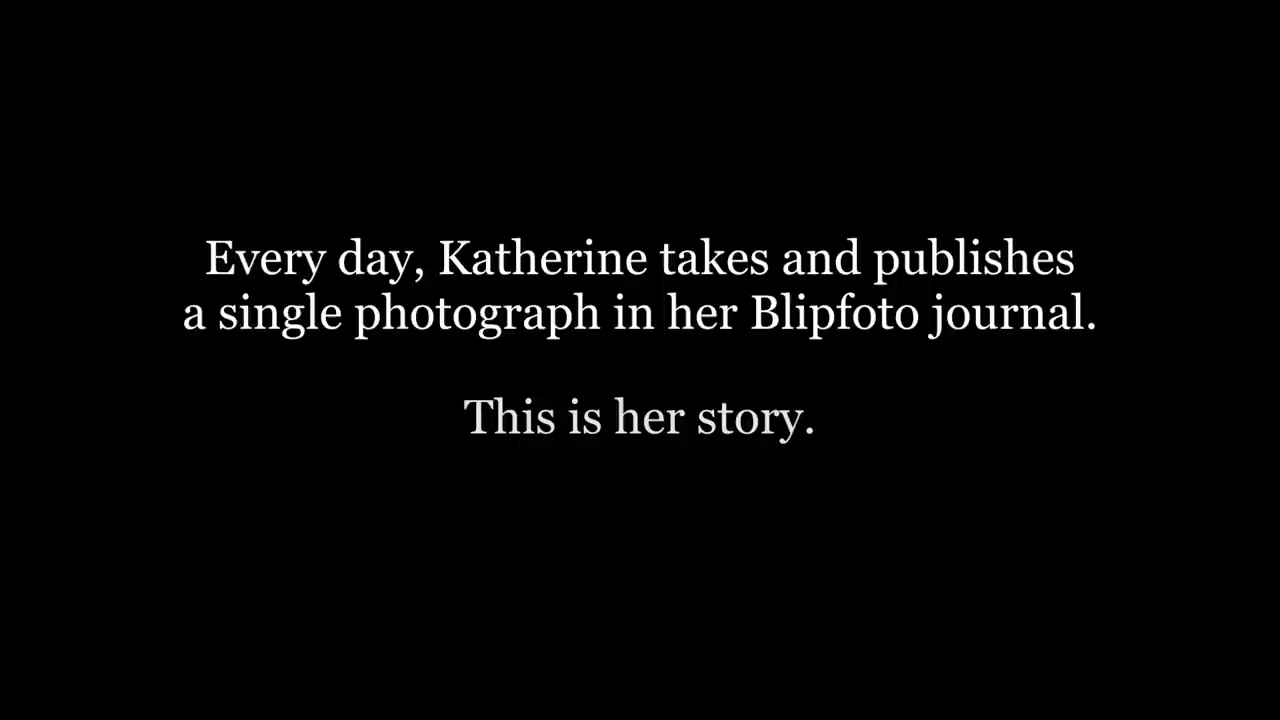 Every day, Katherine takes and publishes
a single photograph in her Blipfoto journal.
This is her story.